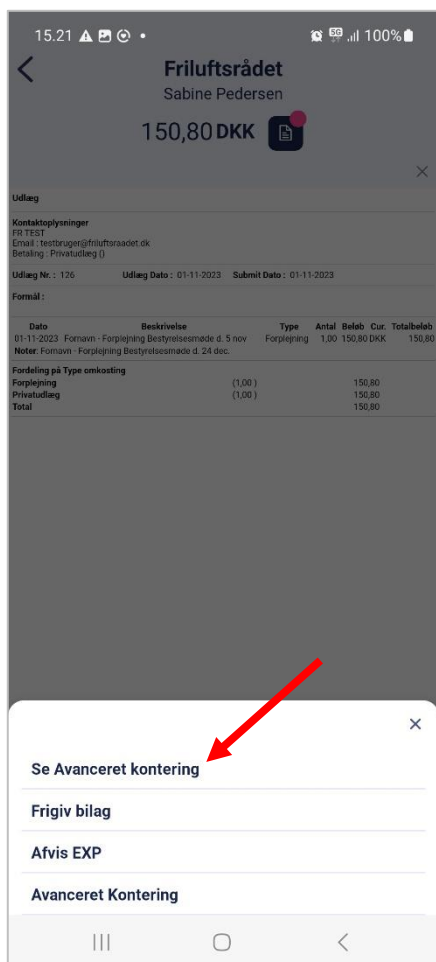 15.21
5G 100%
Friluftsrådet
Sabine Pedersen
150,80 DKK
Udlæg
Kontaktoplysninger
FR TEST
Email : testbruger@friluftsraadet.dk
Betaling : Privatudlæg ()
Udlæg Nr. : 126 Udlæg Dato : 01-11-2023 Submit Dato : 01-11-2023
Formål :
Dato Beskrivelse Type Antal Beløb Cur. Totalbeløb
01-11-2023 Fornavn - Forplejning Bestyrelsesmøde d. 5 nov Forplejning 1,00 150,80 DKK 150,80
Noter: Fornavn - Forplejning Bestyrelsesmøde d. 24 dec.
Fordeling på Type omkosting
Forplejning (1,00 ) 150,80
Privatudlæg (1,00 ) 150,80
Total 150,80
Se Avanceret kontering
Frigiv bilag
Afvis EXP
Avanceret Kontering